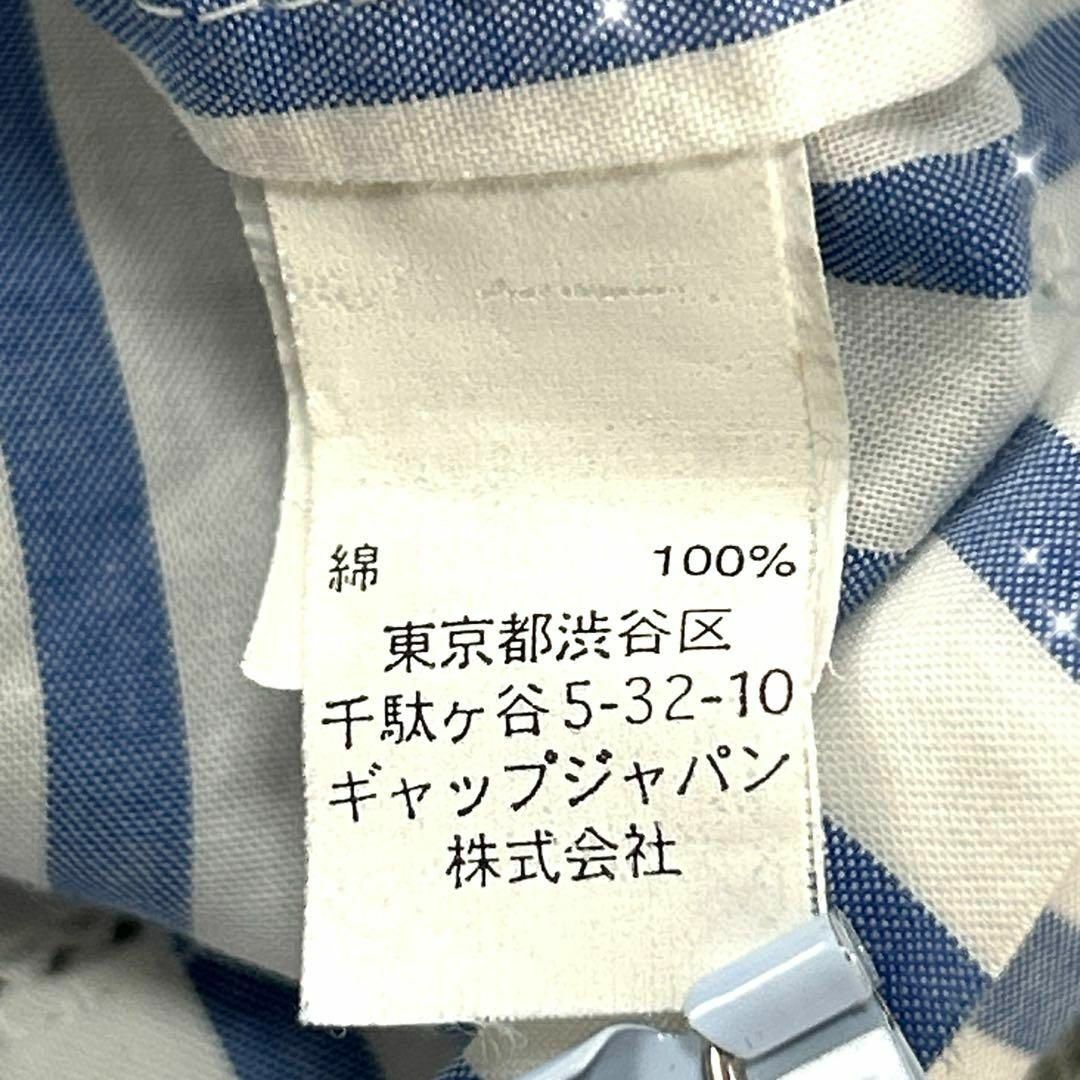 綿 100%
東京都渋谷区
千駄ヶ谷5-32-10
ギャップジャパン
株式会社